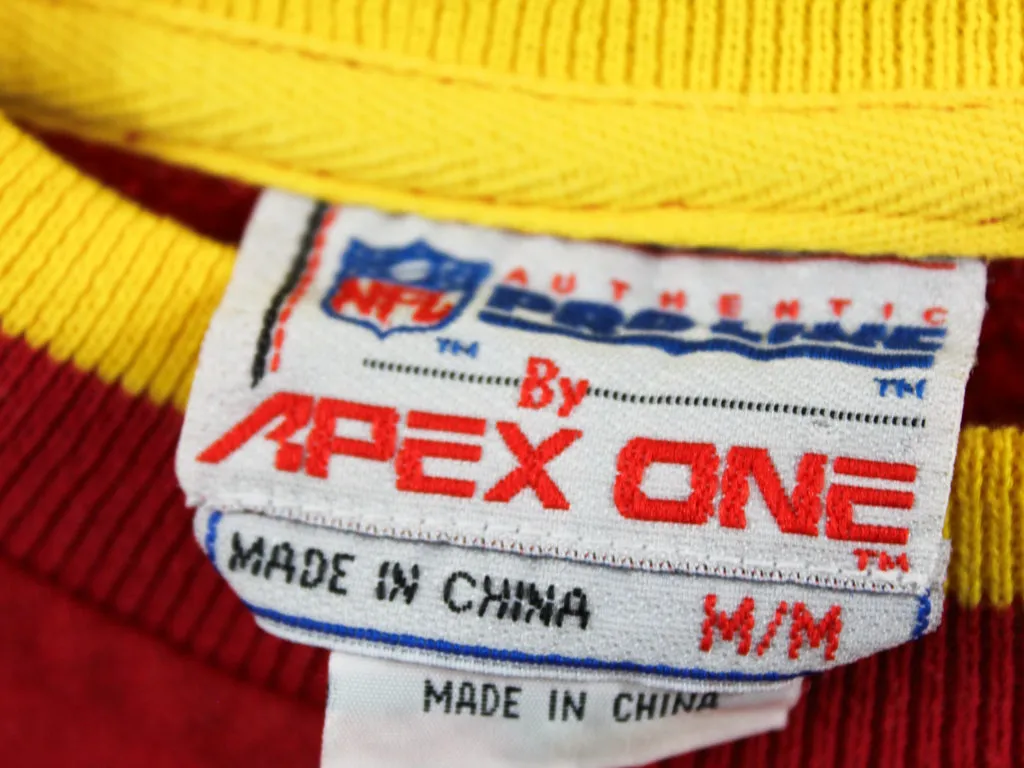 NFL
TM
AUTHENTIC
PRO LINE
TM
By
APEX ONE
TM
MADE IN CHINA M/M
MADE IN CHINA